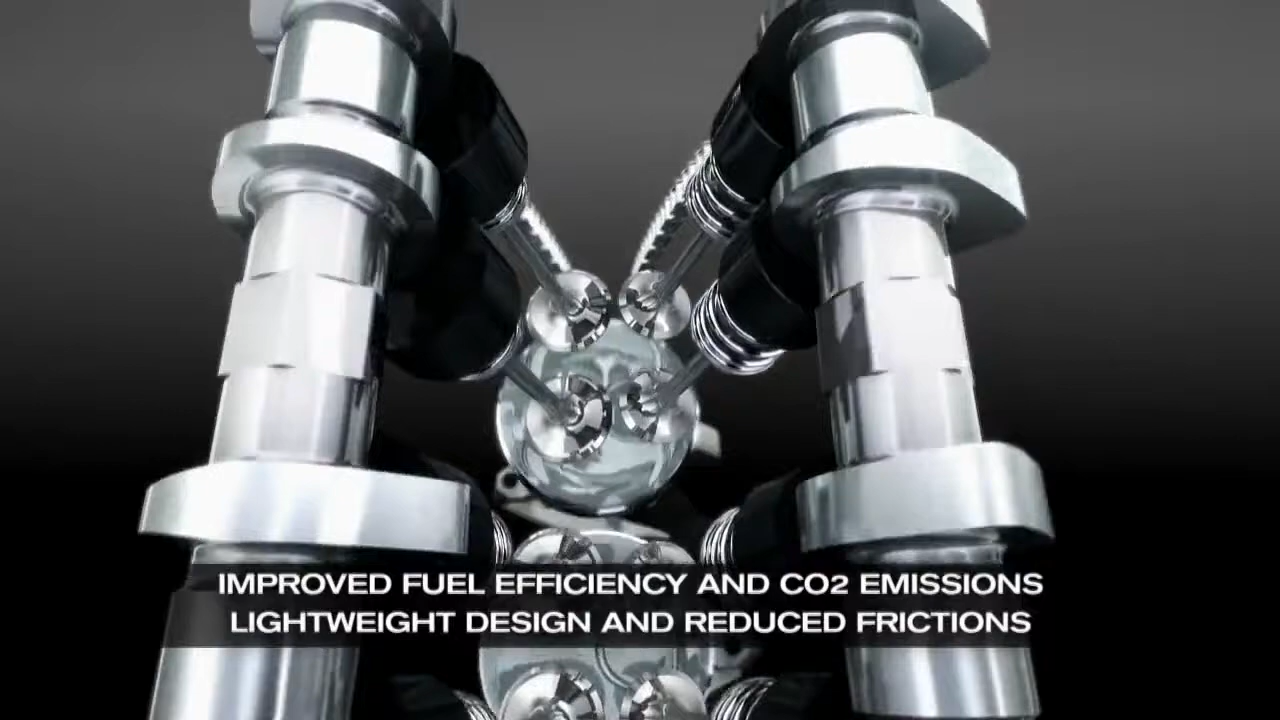 IMPROVED FUEL EFFICIENCY AND CO2 EMISSIONS
LIGHTWEIGHT DESIGN AND REDUCED FRICTIONS